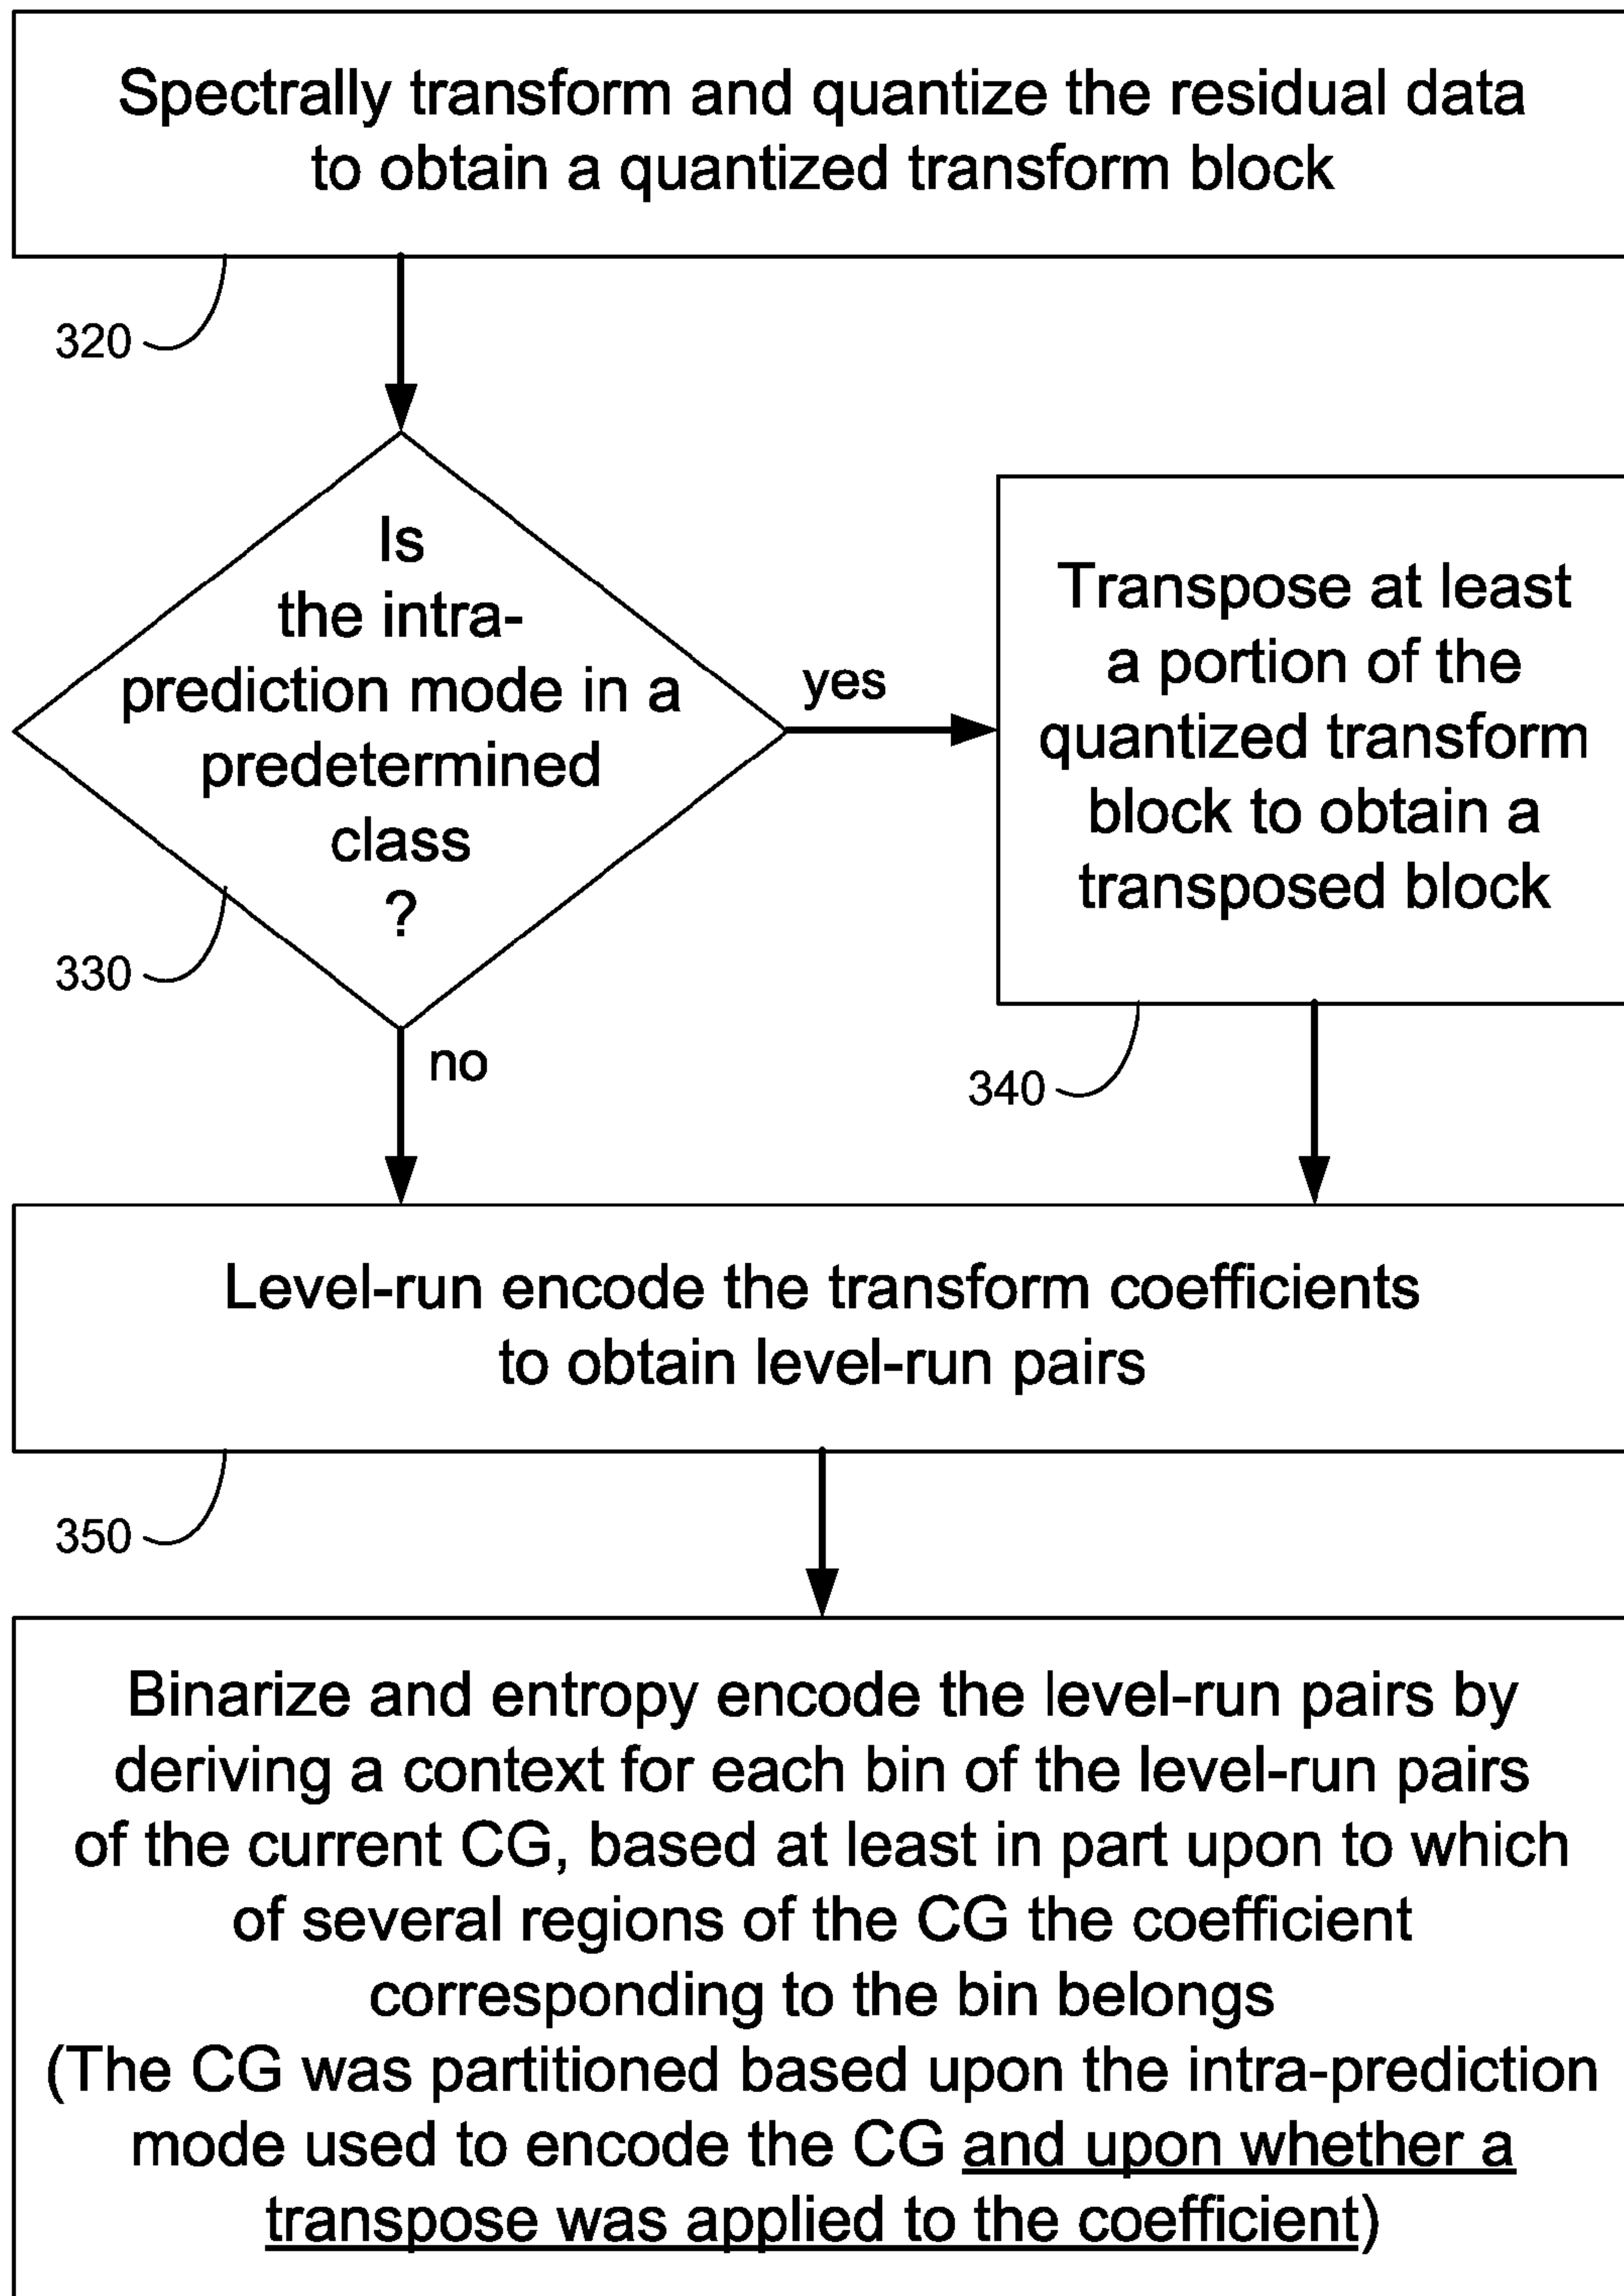 Spectrally transform and quantize the residual data
to obtain a quantized transform block
320
Is
the intra-
prediction mode in a
predetermined
class
?
yes
330
no
Transpose at least
a portion of the
quantized transform
block to obtain a
transposed block
340
Level-run encode the transform coefficients
to obtain level-run pairs
350
Binarize and entropy encode the level-run pairs by
deriving a context for each bin of the level-run pairs
of the current CG, based at least in part upon to which
of several regions of the CG the coefficient
corresponding to the bin belongs
(The CG was partitioned based upon the intra-prediction
mode used to encode the CG and upon whether a
transpose was applied to the coefficient)